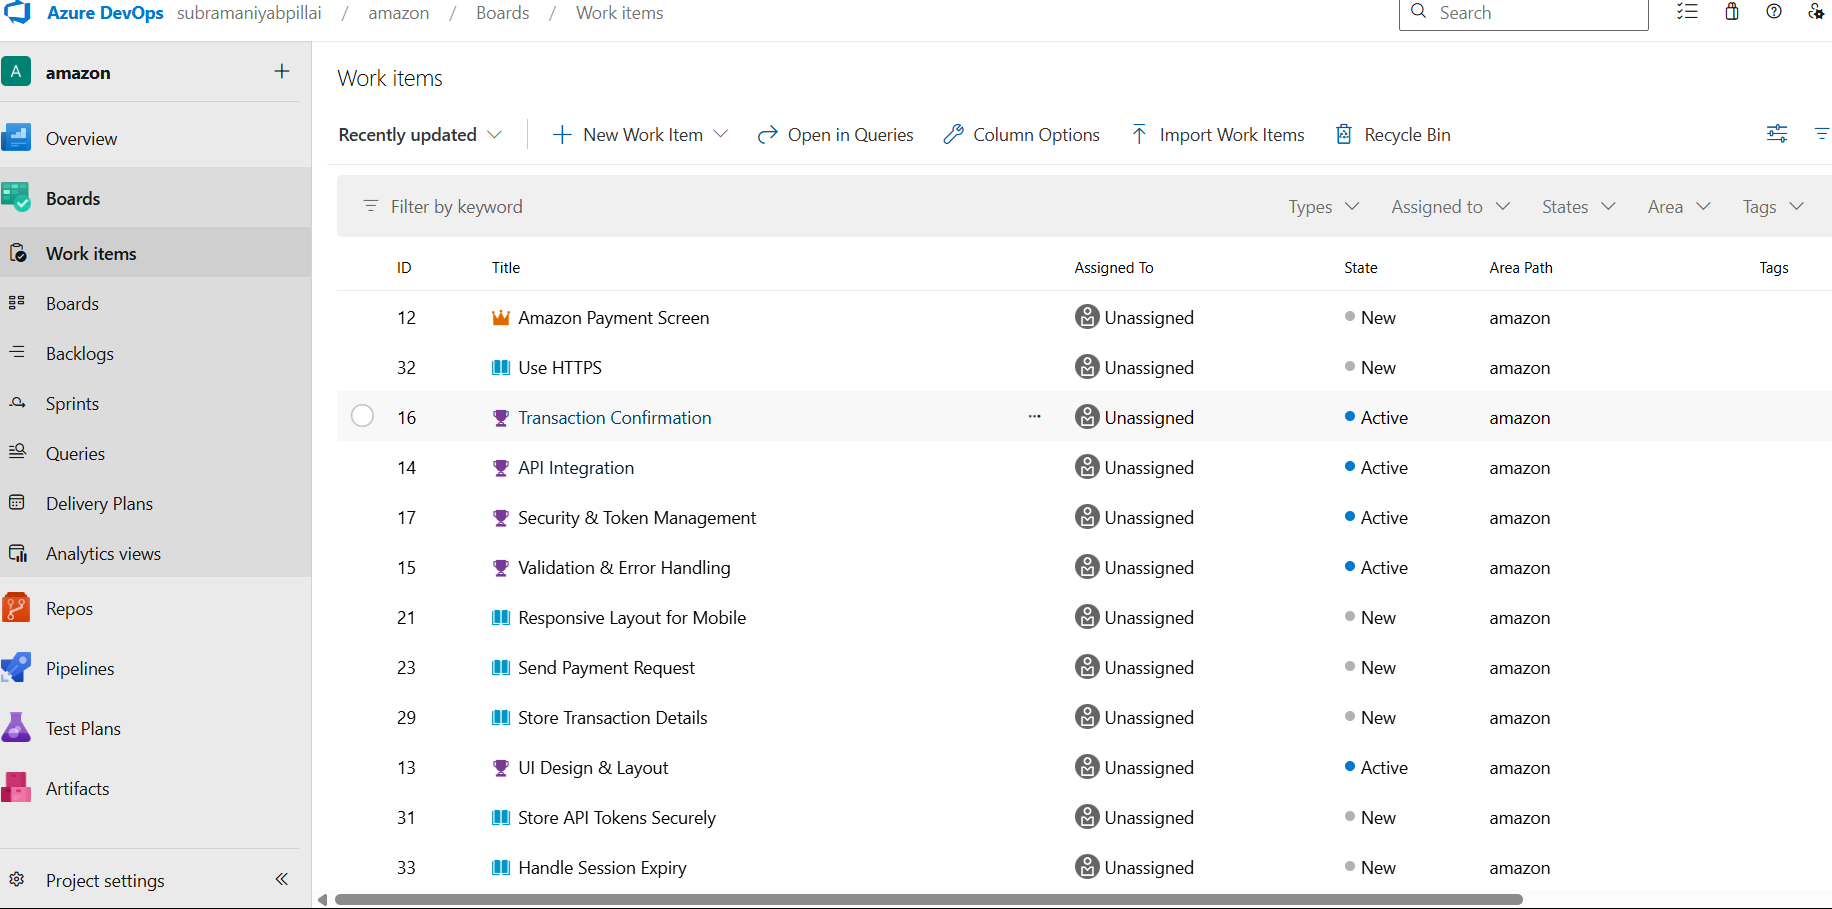 Azure DevOps subramaniyabpillai / amazon / Boards / Work items Search
A amazon
Overview
Boards
Work items
Boards
Backlogs
Sprints
Queries
Delivery Plans
Analytics views
Repos
Pipelines
Test Plans
Artifacts
Project settings
Work items
Recently updated New Work Item Open in Queries Column Options Import Work Items Recycle Bin
Filter by keyword Types Assigned to States Area Tags
ID Title Assigned To State Area Path Tags
12 Amazon Payment Screen Unassigned New amazon
32 Use HTTPS Unassigned New amazon
16 Transaction Confirmation ... Unassigned Active amazon
14 API Integration Unassigned Active amazon
17 Security & Token Management Unassigned Active amazon
15 Validation & Error Handling Unassigned Active amazon
21 Responsive Layout for Mobile Unassigned New amazon
23 Send Payment Request Unassigned New amazon
29 Store Transaction Details Unassigned New amazon
13 UI Design & Layout Unassigned Active amazon
31 Store API Tokens Securely Unassigned New amazon
33 Handle Session Expiry Unassigned New amazon